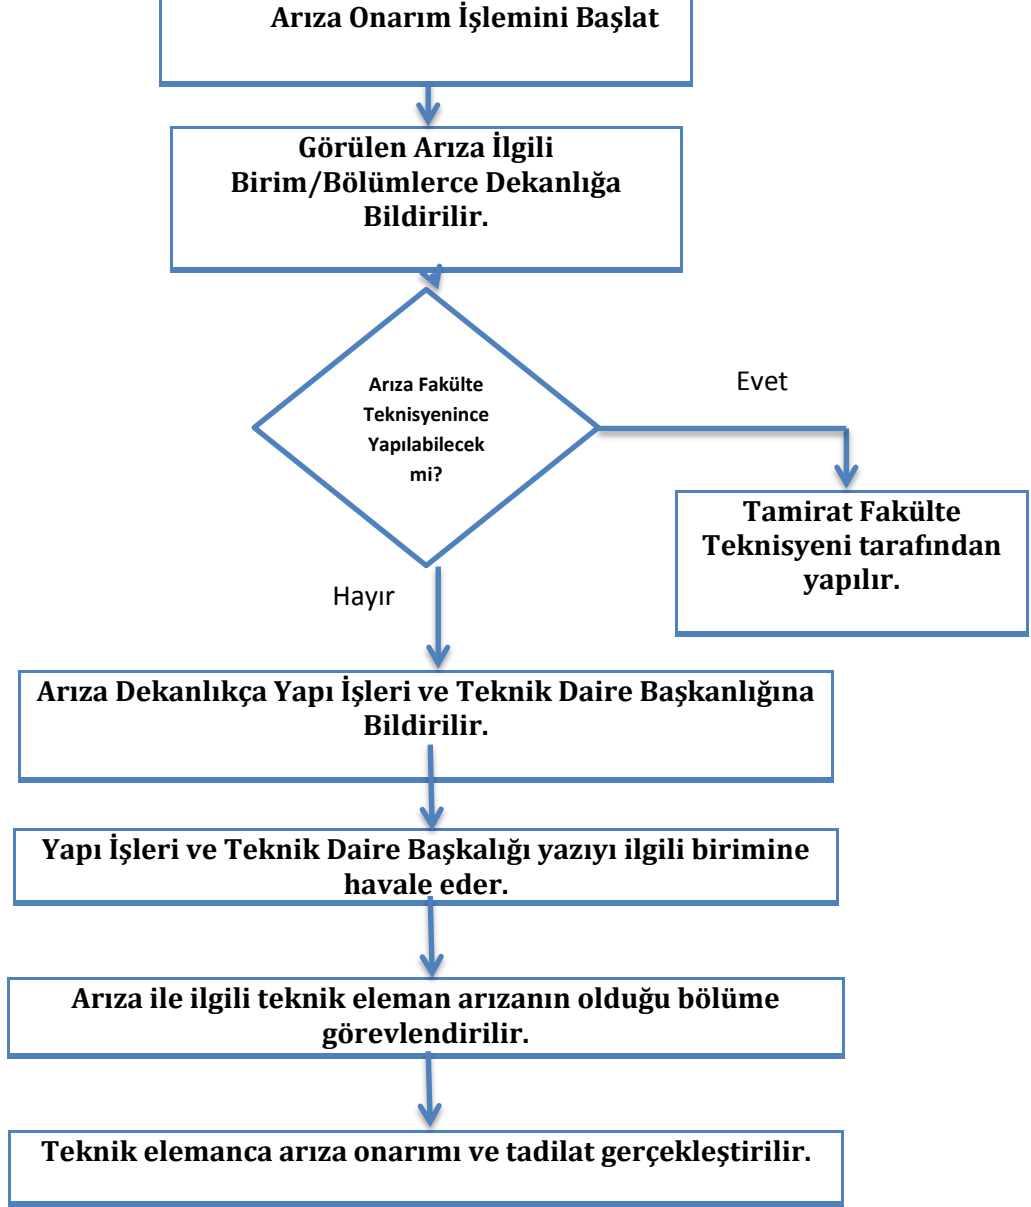 Arıza Onarım İşlemini Başlat
Görülen Arıza İlgili
Birim/Bölümlerce Dekanlığa
Bildirilir.
Arıza Fakülte
Teknisyenince
Yapılabilecek
mi?
Evet
Tamirat Fakülte
Teknisyeni tarafından
yapılır.
Hayır
Arıza Dekanlıkça Yapı İşleri ve Teknik Daire Başkanlığına
Bildirilir.
Yapı İşleri ve Teknik Daire Başkalığı yazıyı ilgili birimine
havale eder.
Arıza ile ilgili teknik eleman arızanın olduğu bölüme
görevlendirilir.
Teknik elemanca arıza onarımı ve tadilat gerçekleştirilir.